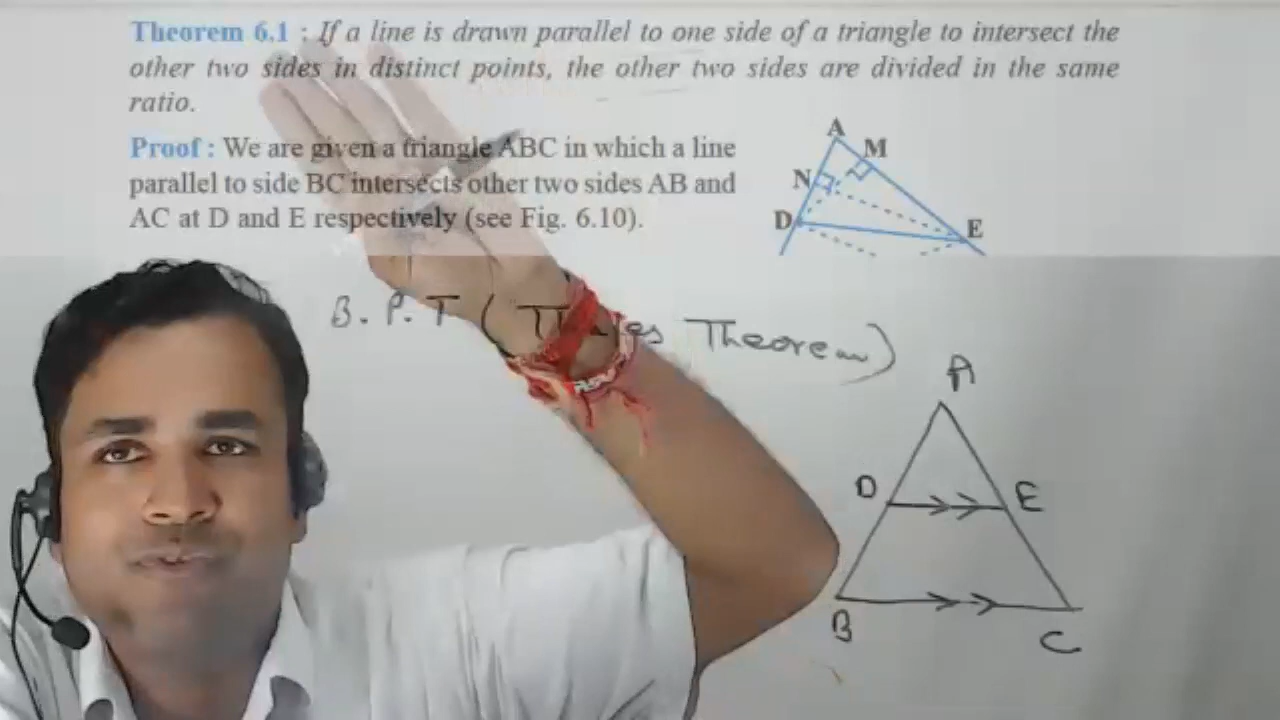 Theorem 6.1 : If a line is drawn parallel to one side of a triangle to intersect the
other two sides in distinct points, the other two sides are divided in the same
ratio.
Proof : We are given a triangle ABC in which a line
parallel to side BC intersects other two sides AB and
AC at D and E respectively (see Fig. 6.10).
A
M
N
D
E
B.P.T ( Theorem)
A
D
E
B
C